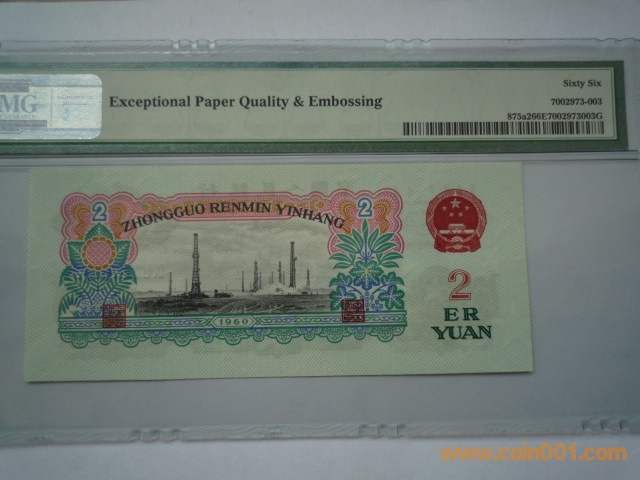 MG
Exceptional Paper Quality & Embossing
Sixty Six
7002973-003
875a266E7002973003G
2
2
ZHONGGUO RENMIN YINHANG
2
ER
YUAN
1960
www.coin001.com